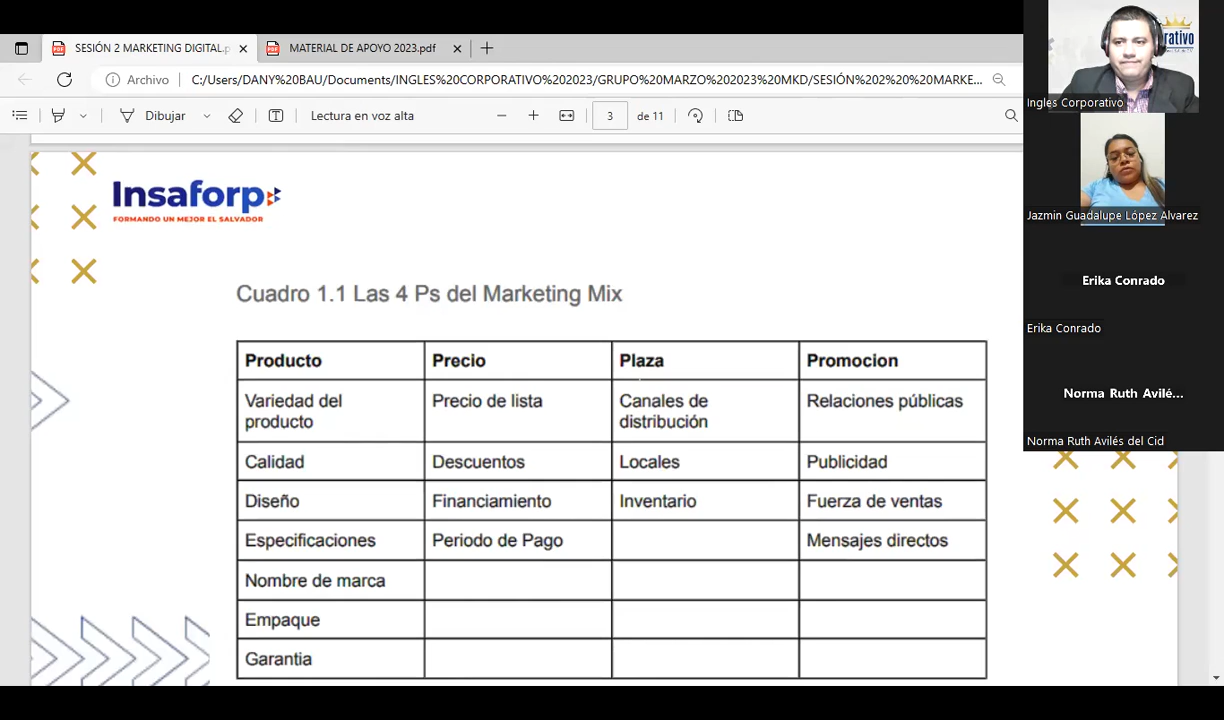 SESIÓN 2 MARKETING DIGITAL.p
MATERIAL DE APOYO 2023.pdf
Archivo
C:/Users/DANY%20BAU/Documents/INGLES%20CORPORATIVO%202023/GRUPO%20MARZO%202023%20MKD/SESIÓN%202%20%20MARKE...
Dibujar
Lectura en voz alta
3
de 11
Insaforp
FORMANDO UN MEJOR EL SALVADOR
Cuadro 1.1 Las 4 Ps del Marketing Mix
Producto Precio Plaza Promocion
Variedad del producto Precio de lista Canales de distribución Relaciones públicas
Calidad Descuentos Locales Publicidad
Diseño Financiamiento Inventario Fuerza de ventas
Especificaciones Periodo de Pago Mensajes directos
Nombre de marca
Empaque
Garantia
orativo
Ingles Corporativo
Jazmin Guadalupe López Alvarez
Erika Conrado
Erika Conrado
Norma Ruth Avilé...
Norma Ruth Avilés del Cid